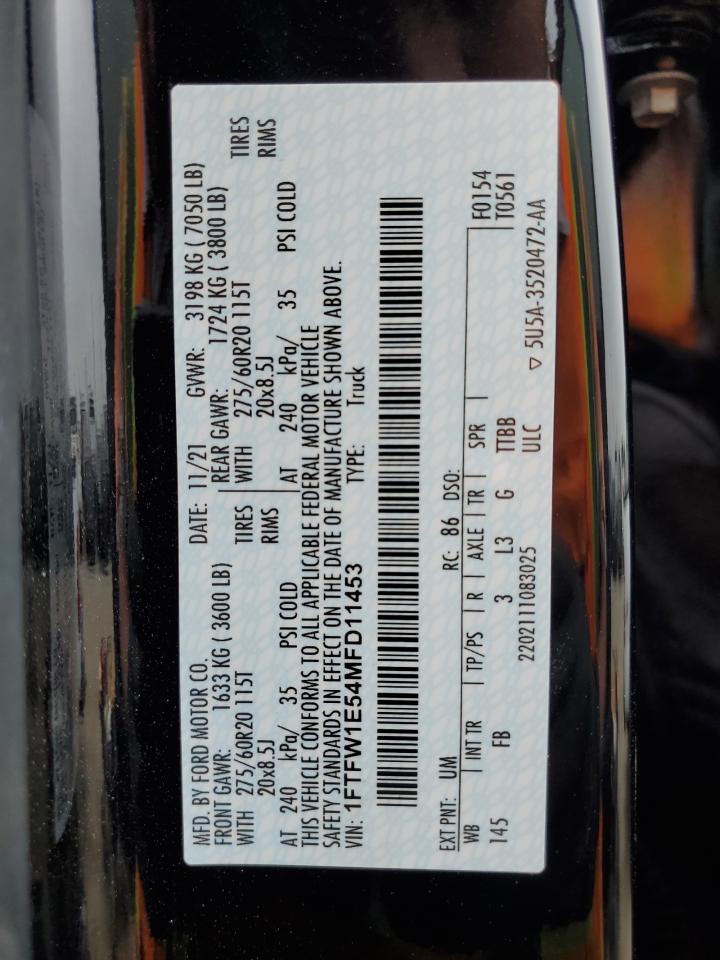 MFD. BY FORD MOTOR CO. DATE: 11/21 GVWR: 3198 KG ( 7050 LB)
FRONT GAWR: 1633 KG ( 3600 LB) REAR GAWR: 1724 KG ( 3800 LB)
WITH 275/60R20 115T TIRES WITH 275/60R20 115T TIRES
20x8.5J RIMS 20x8.5J RIMS
AT 240 kPa/ 35 PSI COLD AT 240 kPa/ 35 PSI COLD
THIS VEHICLE CONFORMS TO ALL APPLICABLE FEDERAL MOTOR VEHICLE
SAFETY STANDARDS IN EFFECT ON THE DATE OF MANUFACTURE SHOWN ABOVE.
VIN: 1FTFW1E54MFD11453 TYPE: Truck
EXT PNT: UM RC: 86 DSO:
WB INT TR TP/PS R AXLE TR SPR F0154
145 FB 3 L3 G TTBB T0561
2202111083025 ULC ▽ 5U5A-3520472-AA